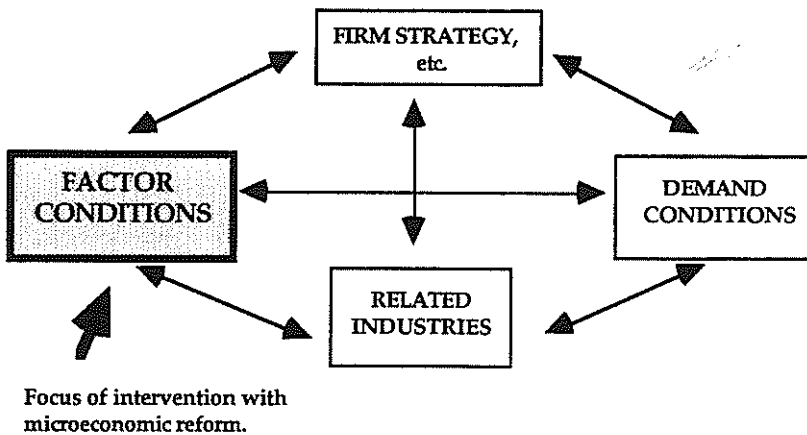 FIRM STRATEGY,
etc.
FACTOR
CONDITIONS
DEMAND
CONDITIONS
RELATED
INDUSTRIES
Focus of intervention with
microeconomic reform.